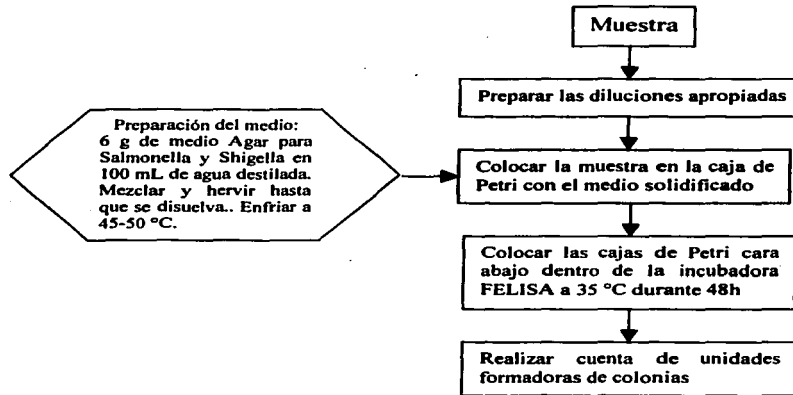 Muestra
Preparar las diluciones apropiadas
Preparación del medio:
6 g de medio Agar para
Salmonella y Shigella en
100 mL de agua destilada.
Mezclar y hervir hasta
que se disuelva.. Enfriar a
45-50 °C.
Colocar la muestra en la caja de
Petri con el medio solidificado
Colocar las cajas de Petri cara
abajo dentro de la incubadora
FELISA a 35 °C durante 48h
Realizar cuenta de unidades
formadoras de colonias